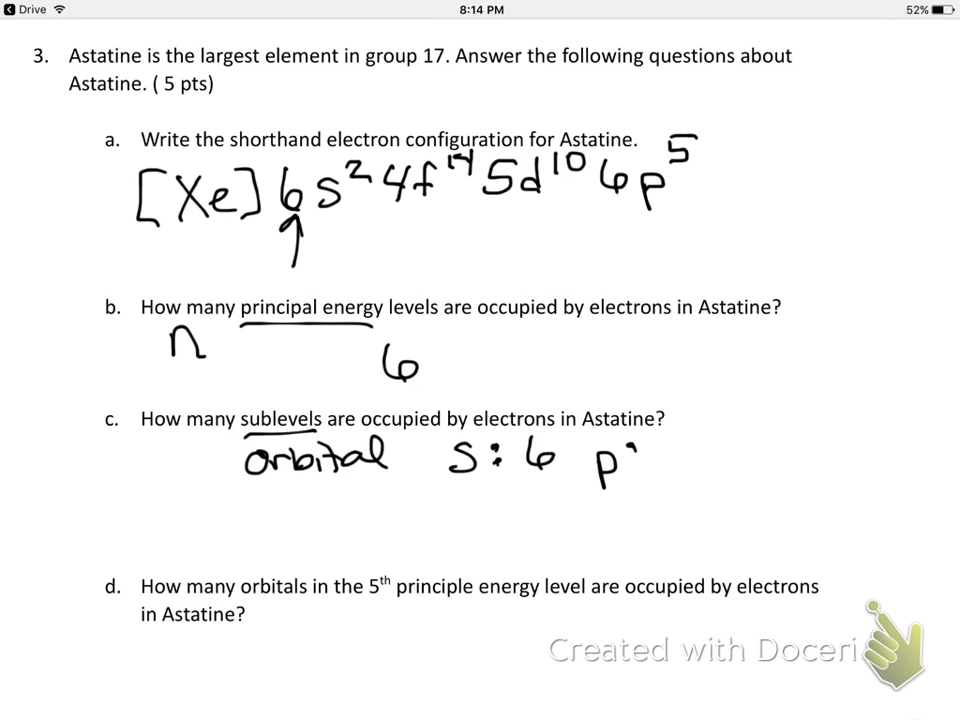 Drive 8:14 PM 52%
3. Astatine is the largest element in group 17. Answer the following questions about
Astatine. ( 5 pts)
a. Write the shorthand electron configuration for Astatine.
[Xe] 6s² 4f¹⁴ 5d¹⁰ 6p⁵
b. How many principal energy levels are occupied by electrons in Astatine?
n 6
c. How many sublevels are occupied by electrons in Astatine?
orbital s: 6 p
d. How many orbitals in the 5th principle energy level are occupied by electrons
in Astatine?
Created with Doceri